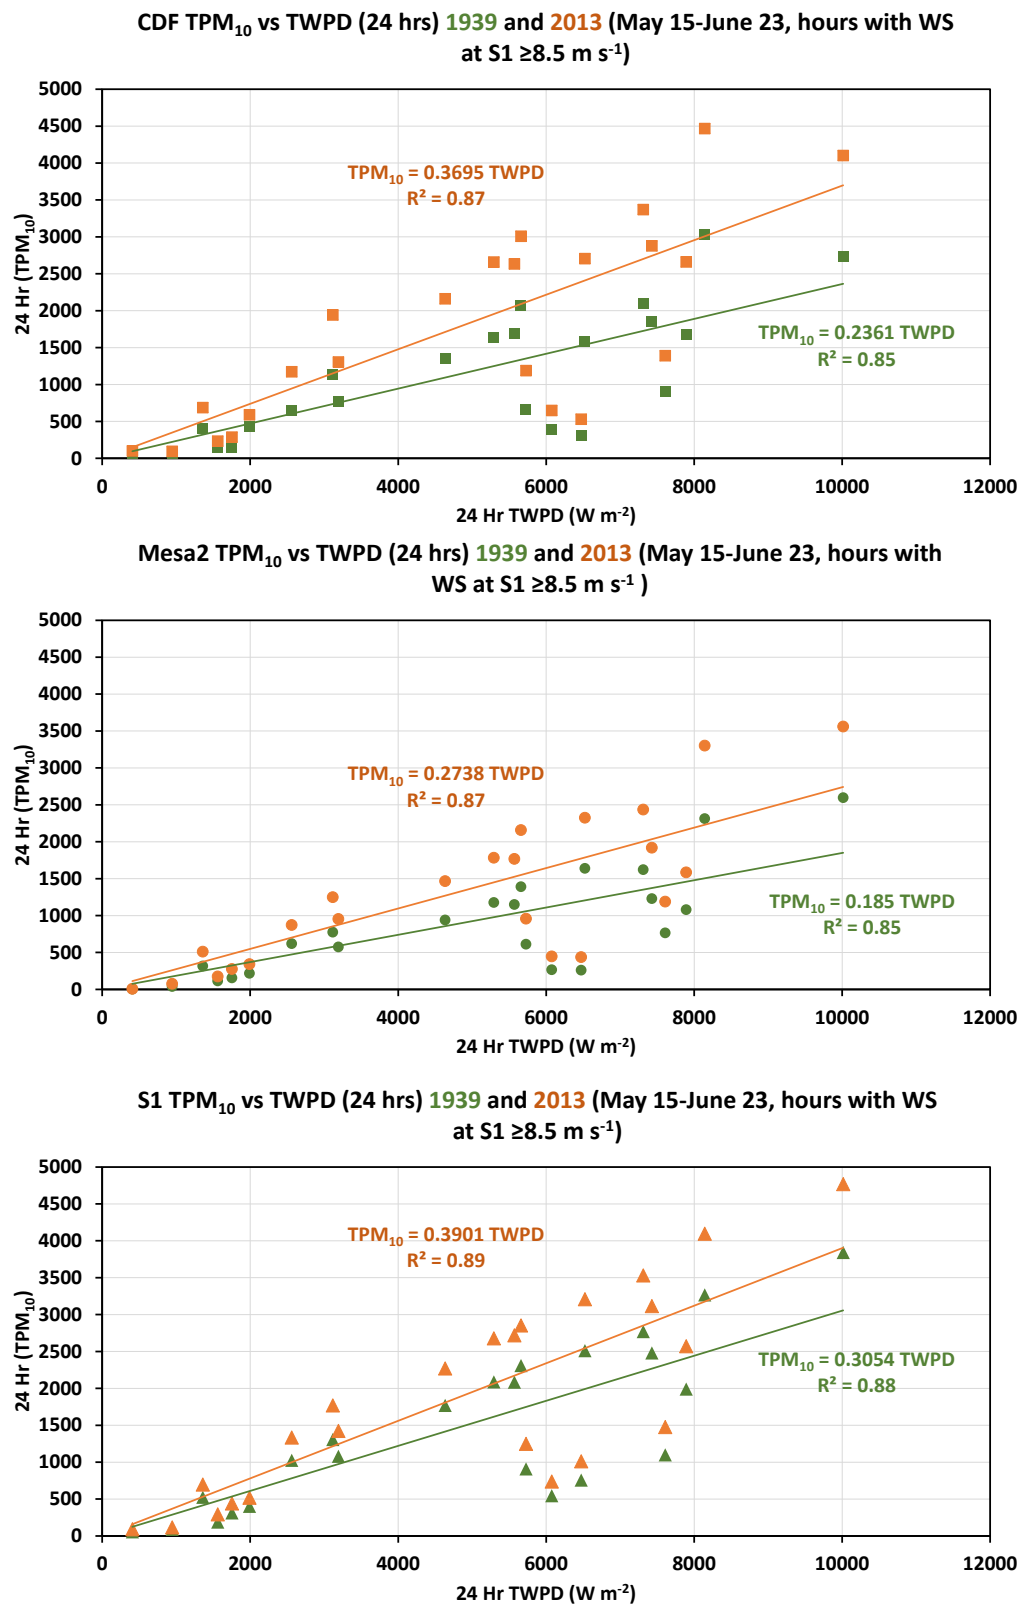 CDF TPM₁₀ vs TWPD (24 hrs) 1939 and 2013 (May 15-June 23, hours with WS
at S1 ≥8.5 m s⁻¹)
5000
4500
4000
3500
3000
2500
2000
1500
1000
500
0
24 Hr (TPM₁₀)
TPM₁₀ = 0.3695 TWPD
R² = 0.87
TPM₁₀ = 0.2361 TWPD
R² = 0.85
0 2000 4000 6000 8000 10000 12000
24 Hr TWPD (W m⁻²)
Mesa2 TPM₁₀ vs TWPD (24 hrs) 1939 and 2013 (May 15-June 23, hours with
WS at S1 ≥8.5 m s⁻¹ )
5000
4500
4000
3500
3000
2500
2000
1500
1000
500
0
24 Hr (TPM₁₀)
TPM₁₀ = 0.2738 TWPD
R² = 0.87
TPM₁₀ = 0.185 TWPD
R² = 0.85
0 2000 4000 6000 8000 10000 12000
24 Hr TWPD (W m⁻²)
S1 TPM₁₀ vs TWPD (24 hrs) 1939 and 2013 (May 15-June 23, hours with WS
at S1 ≥8.5 m s⁻¹)
5000
4500
4000
3500
3000
2500
2000
1500
1000
500
0
24 Hr (TPM₁₀)
TPM₁₀ = 0.3901 TWPD
R² = 0.89
TPM₁₀ = 0.3054 TWPD
R² = 0.88
0 2000 4000 6000 8000 10000 12000
24 Hr TWPD (W m⁻²)